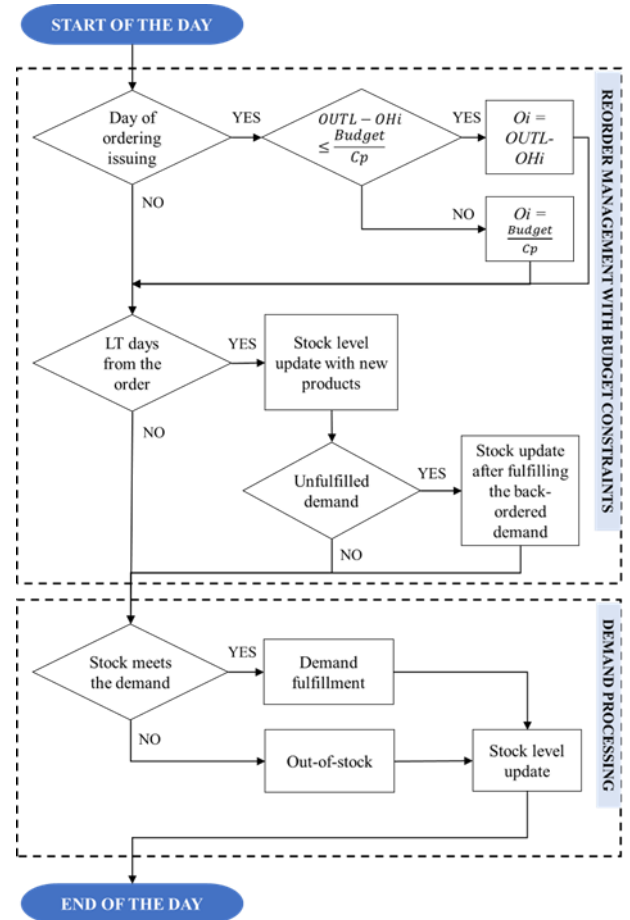 START OF THE DAY
Day of
ordering
issuing
YES
OUTL − OHi
≤ Budget
Cp
YES
Oi =
OUTL-
OHi
NO
NO
Oi =
Budget
Cp
LT days
from the
order
YES
Stock level
update with new
products
NO
Unfulfilled
demand
YES
Stock update
after fulfilling
the back-
ordered
demand
NO
REORDER MANAGEMENT WITH BUDGET CONSTRAINTS
Stock meets
the demand
YES
Demand
fulfillment
NO
Out-of-stock
Stock level
update
DEMAND PROCESSING
END OF THE DAY